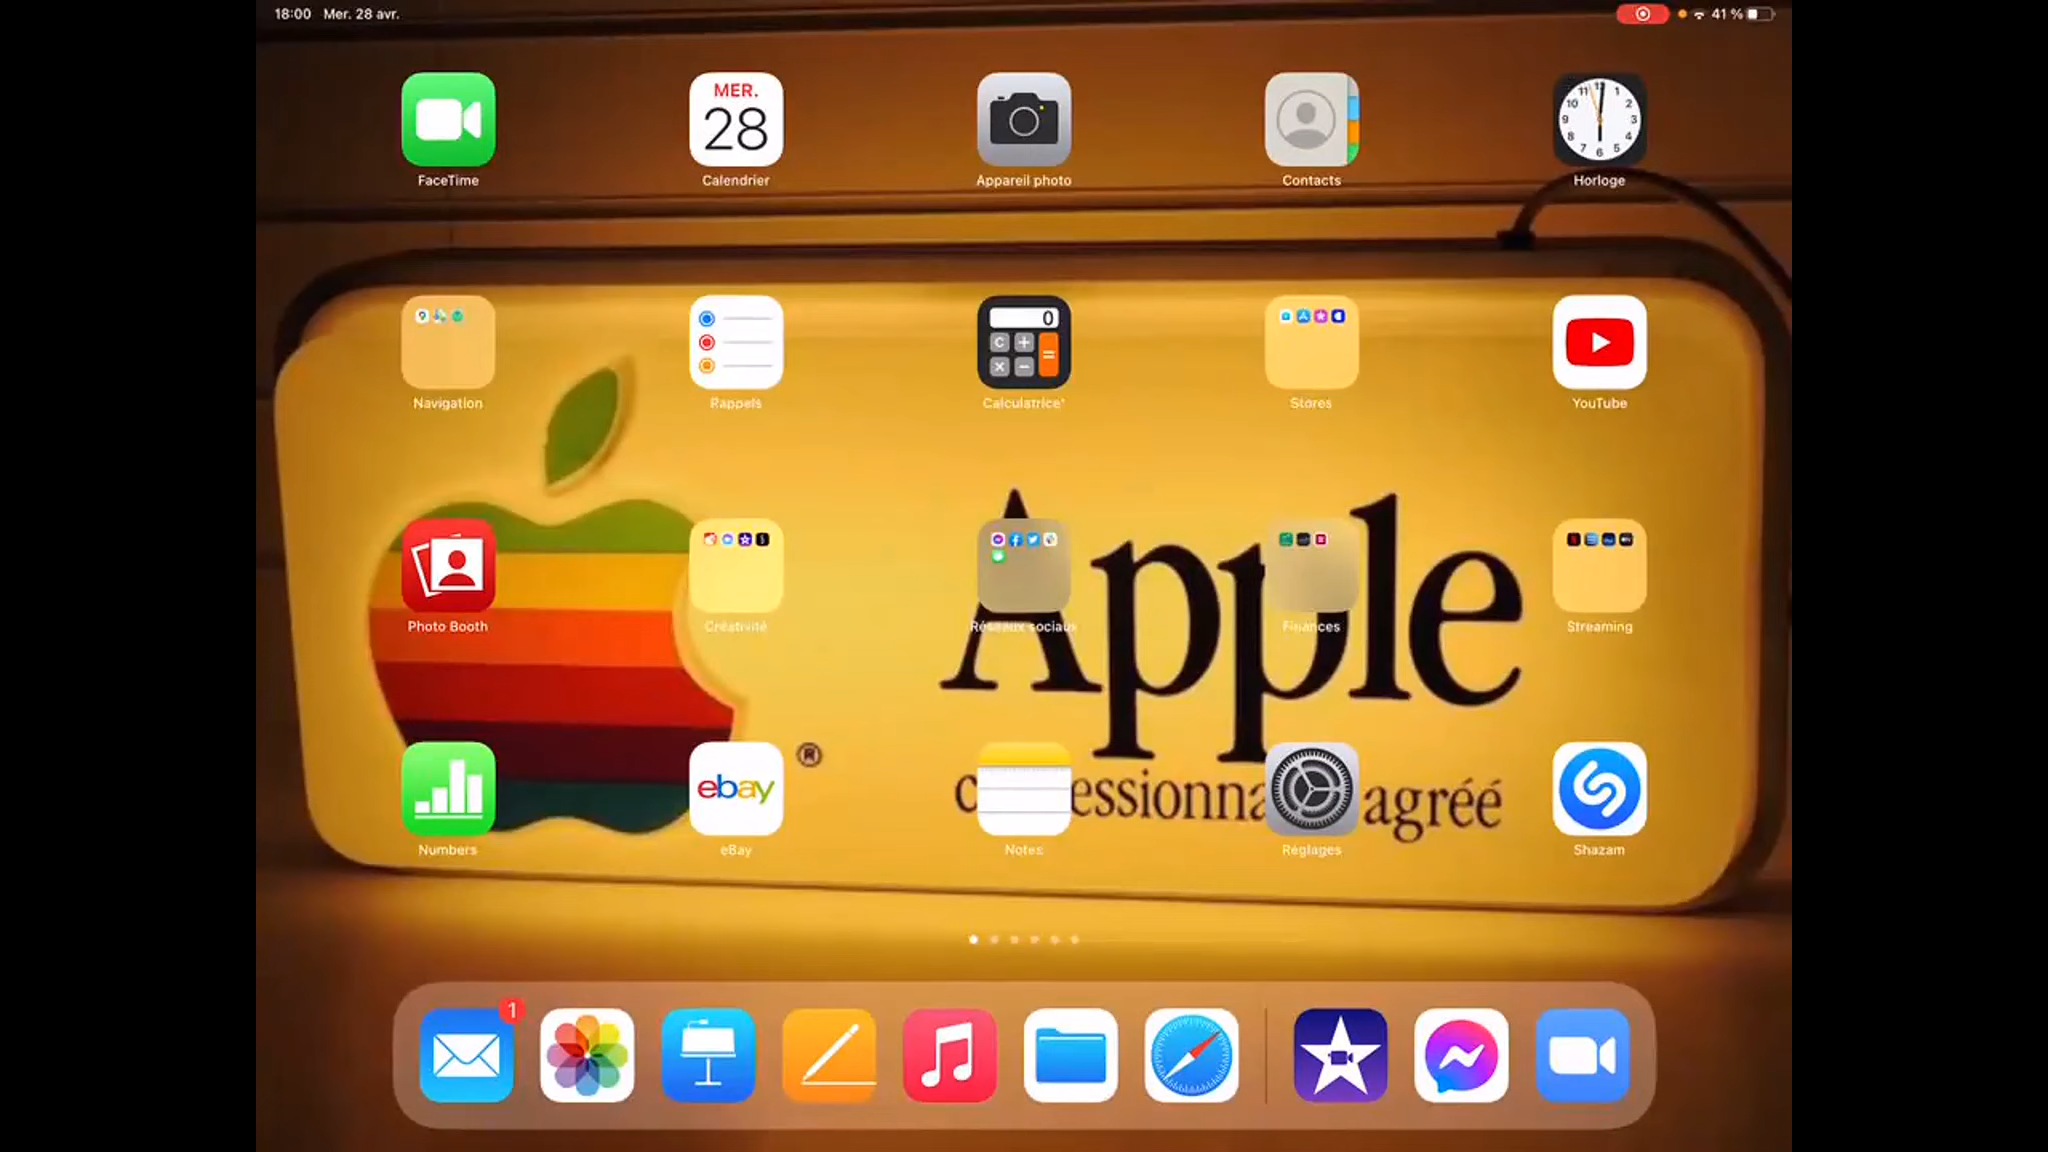 18:00 Mer. 28 avr.
41 %
MER.
28
FaceTime
Calendrier
Appareil photo
Contacts
Horloge
0
Navigation
Rappels
Calculatrice⁺
Stores
YouTube
Photo Booth
Créativité
Réseaux sociaux
Finances
Streaming
Apple
®
ebay
agréé
Numbers
eBay
Notes
Réglages
Shazam
1